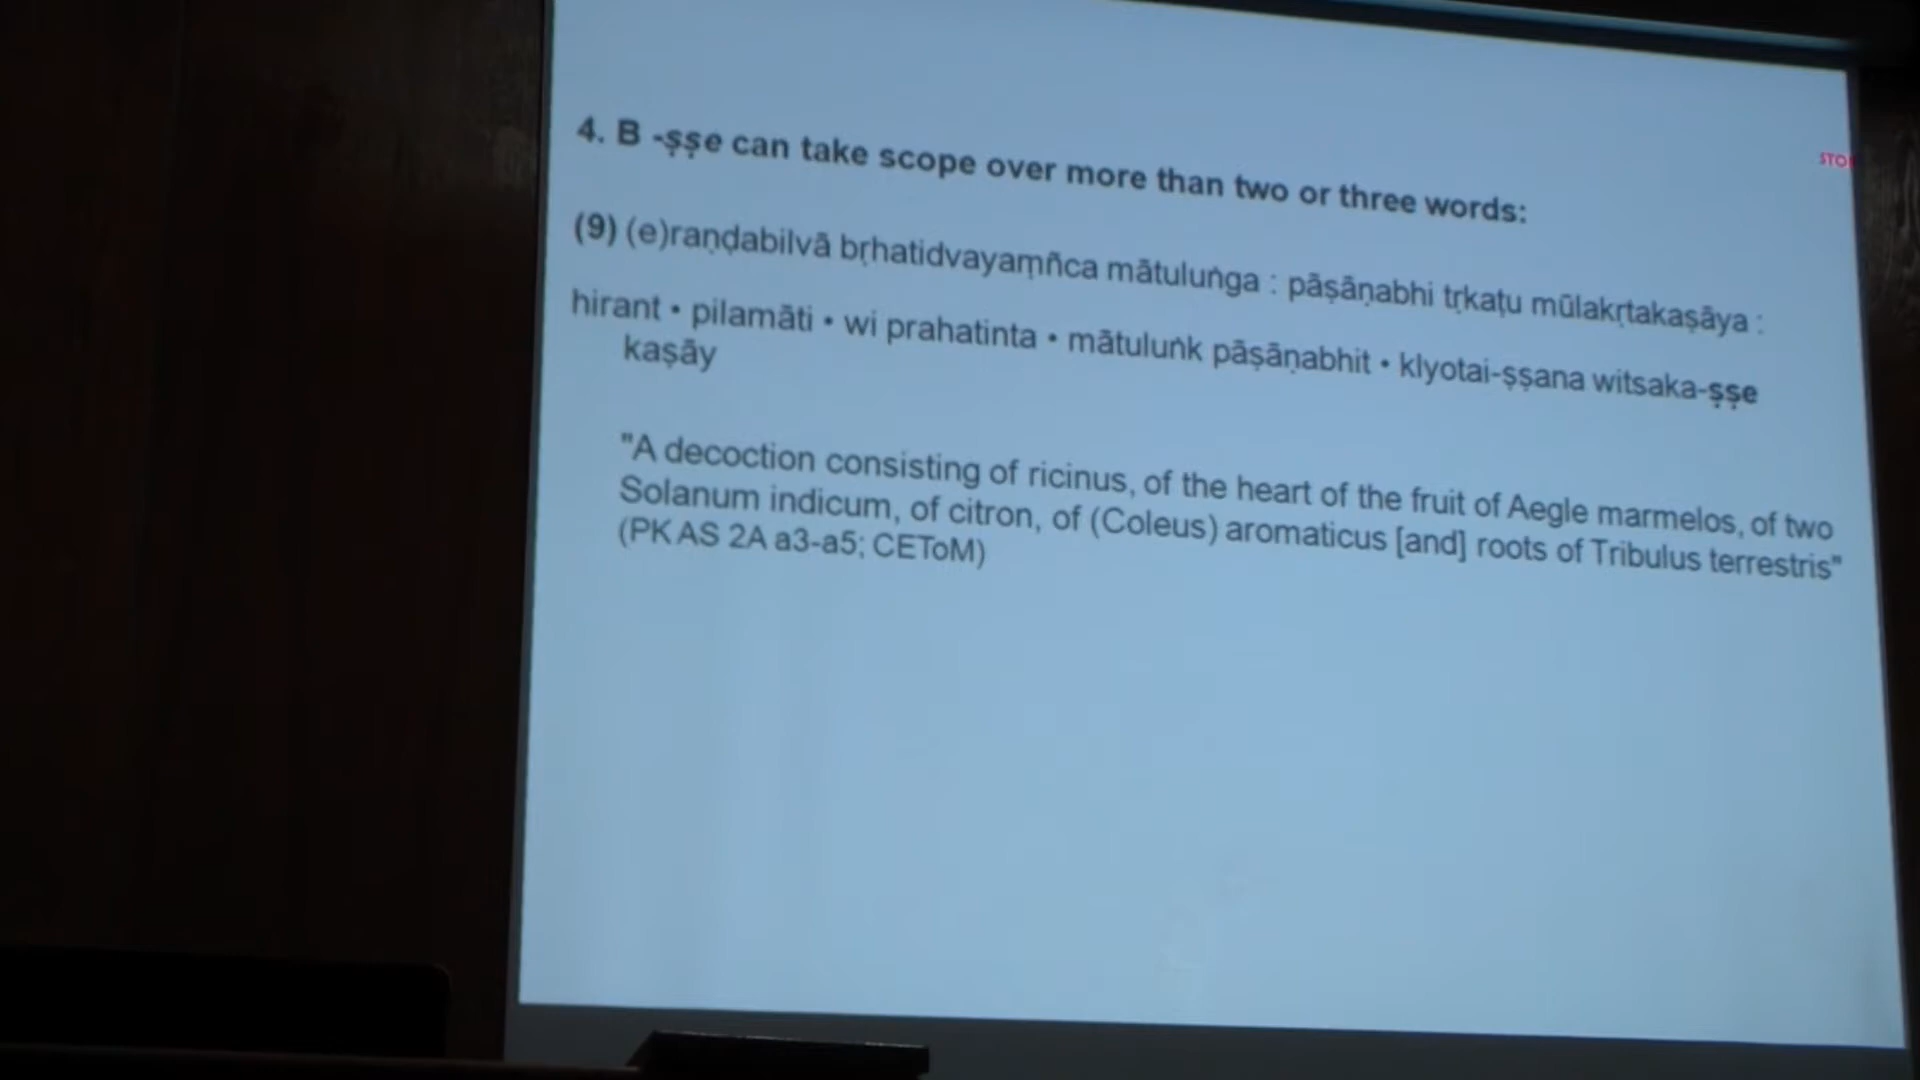 4. B -ṣṣe can take scope over more than two or three words:
(9) (e)raṇḍabilvā bṛhatidvayaṃñca mātuluṅga : pāṣāṇabhi tṛkaṭu mūlakṛtakaṣāya :
hirant • pilamāti • wi prahatinta • mātuluṅk pāṣāṇabhit • klyotai-ṣṣana witsaka-ṣṣe
kaṣāy
"A decoction consisting of ricinus, of the heart of the fruit of Aegle marmelos, of two
Solanum indicum, of citron, of (Coleus) aromaticus [and] roots of Tribulus terrestris"
(PK AS 2A a3-a5; CEToM)